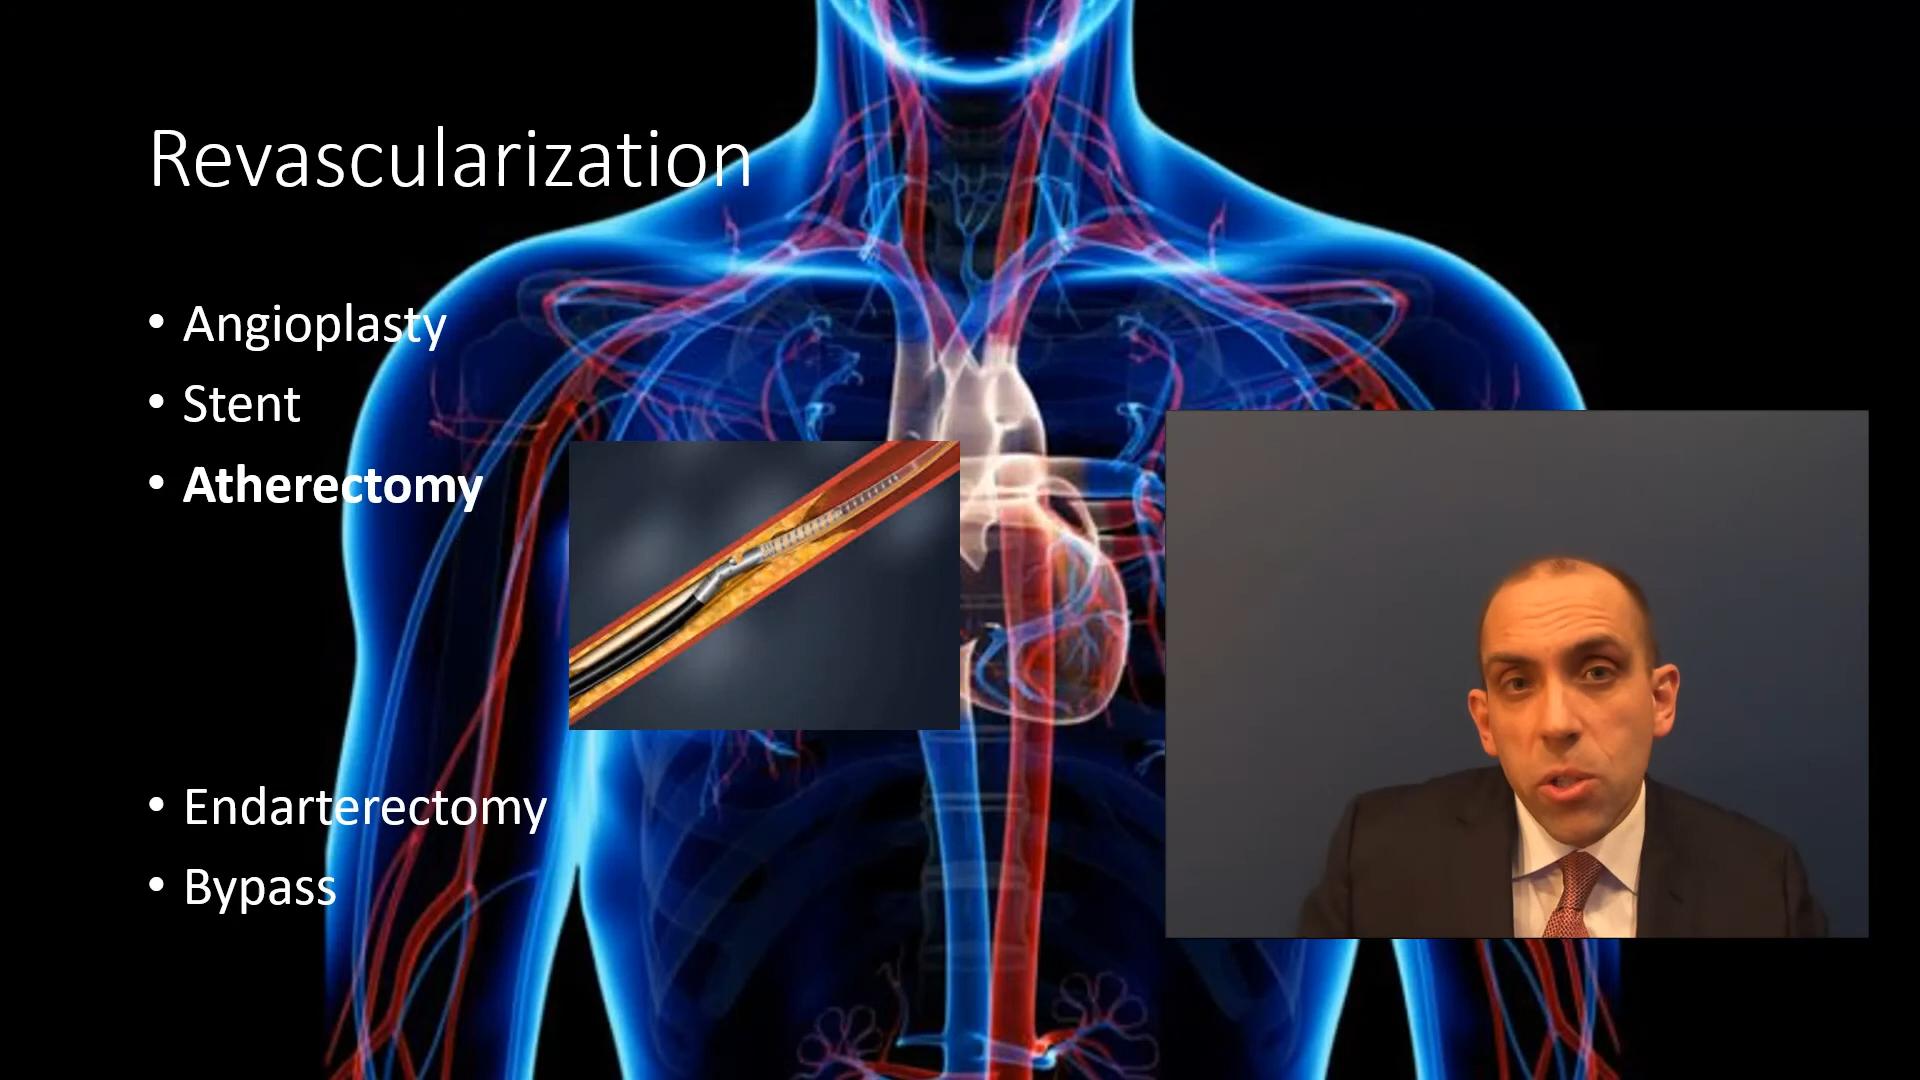 Revascularization
• Angioplasty
• Stent
• Atherectomy
• Endarterectomy
• Bypass